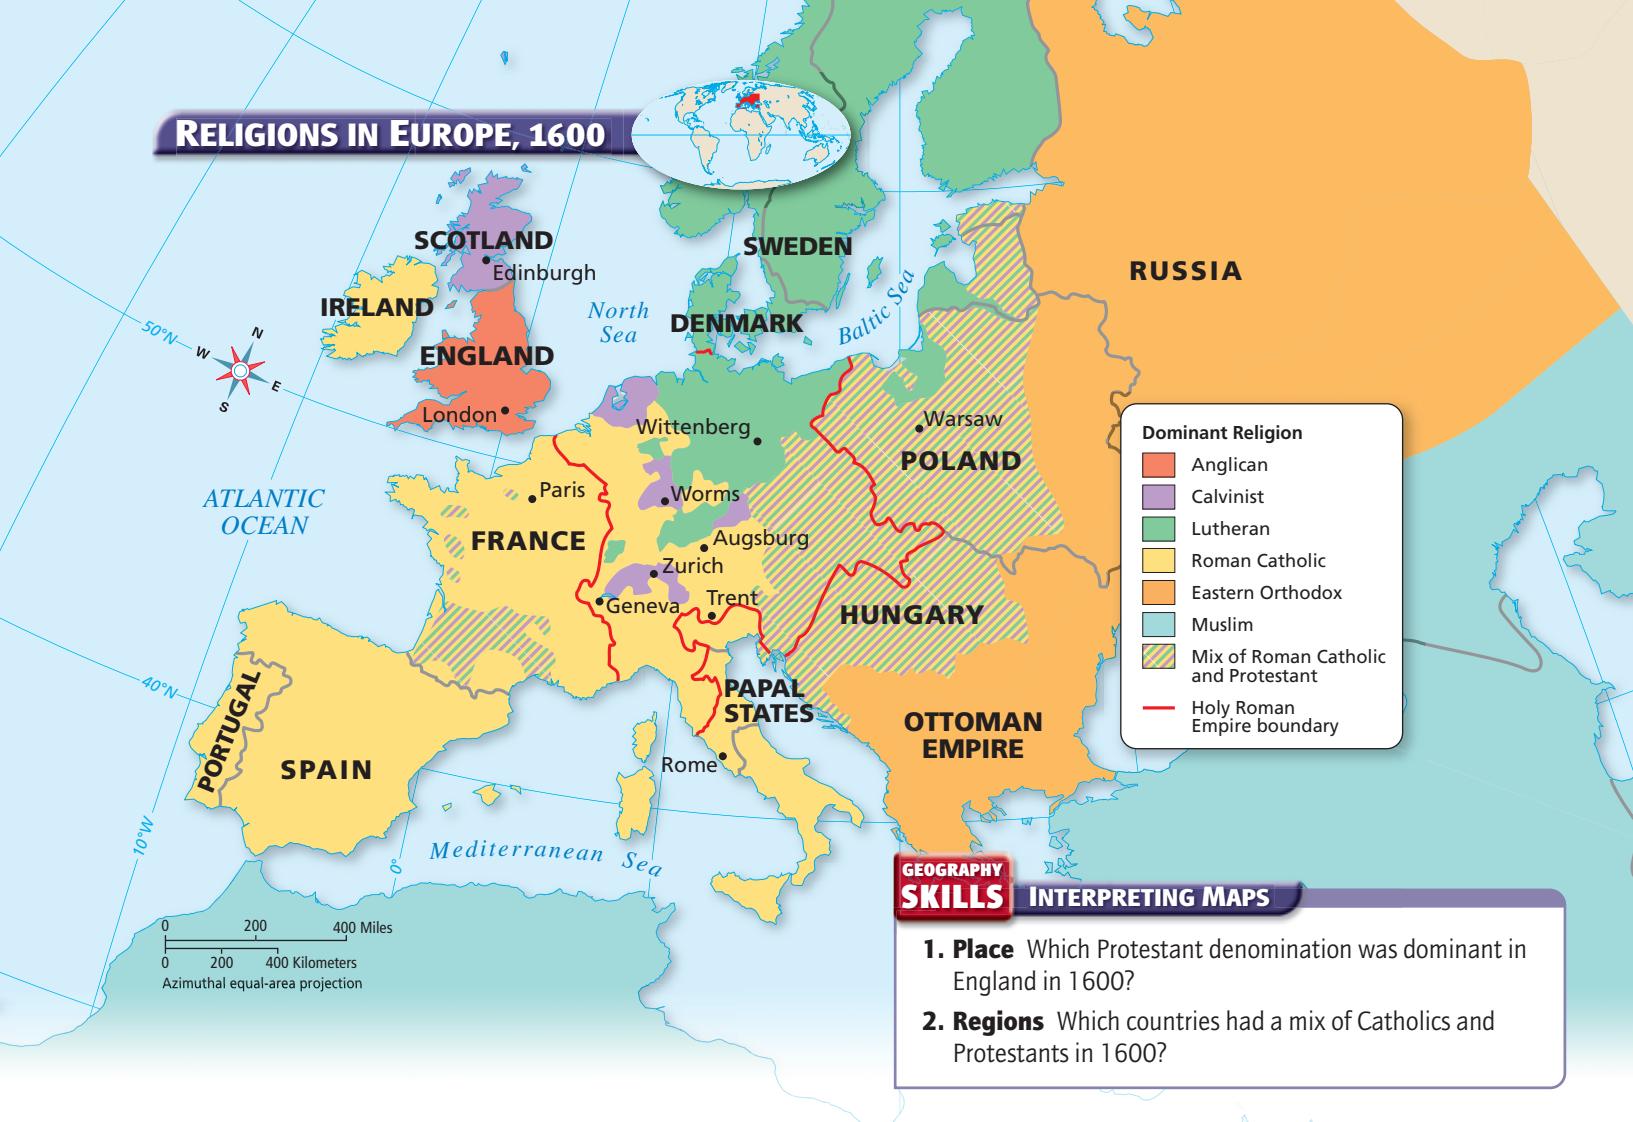 RELIGIONS IN EUROPE, 1600
SCOTLAND
Edinburgh
IRELAND
ENGLAND
London
North
Sea
SWEDEN
DENMARK
Baltic Sea
RUSSIA
50°N
N
W
E
S
ATLANTIC
OCEAN
Wittenberg
Warsaw
POLAND
Paris
Worms
FRANCE
Augsburg
Zurich
Geneva
Trent
HUNGARY
40°N
PORTUGAL
SPAIN
PAPAL
STATES
Rome
OTTOMAN
EMPIRE
10°W
0°
Mediterranean Sea
Dominant Religion
Anglican
Calvinist
Lutheran
Roman Catholic
Eastern Orthodox
Muslim
Mix of Roman Catholic
and Protestant
Holy Roman
Empire boundary
0 200 400 Miles
0 200 400 Kilometers
Azimuthal equal-area projection
GEOGRAPHY
SKILLS
INTERPRETING MAPS
1. Place Which Protestant denomination was dominant in
England in 1600?
2. Regions Which countries had a mix of Catholics and
Protestants in 1600?